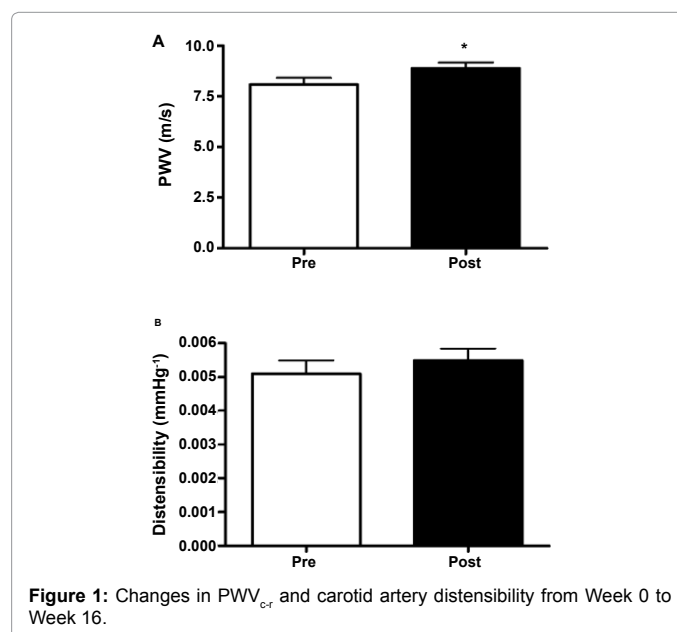 A
*
10.0
7.5
5.0
2.5
0.0
PWV (m/s)
Pre Post
B
0.006
0.005
0.004
0.003
0.002
0.001
0.000
Distensibility (mmHg⁻¹)
Pre Post
Figure 1: Changes in PWVc-r and carotid artery distensibility from Week 0 to
Week 16.